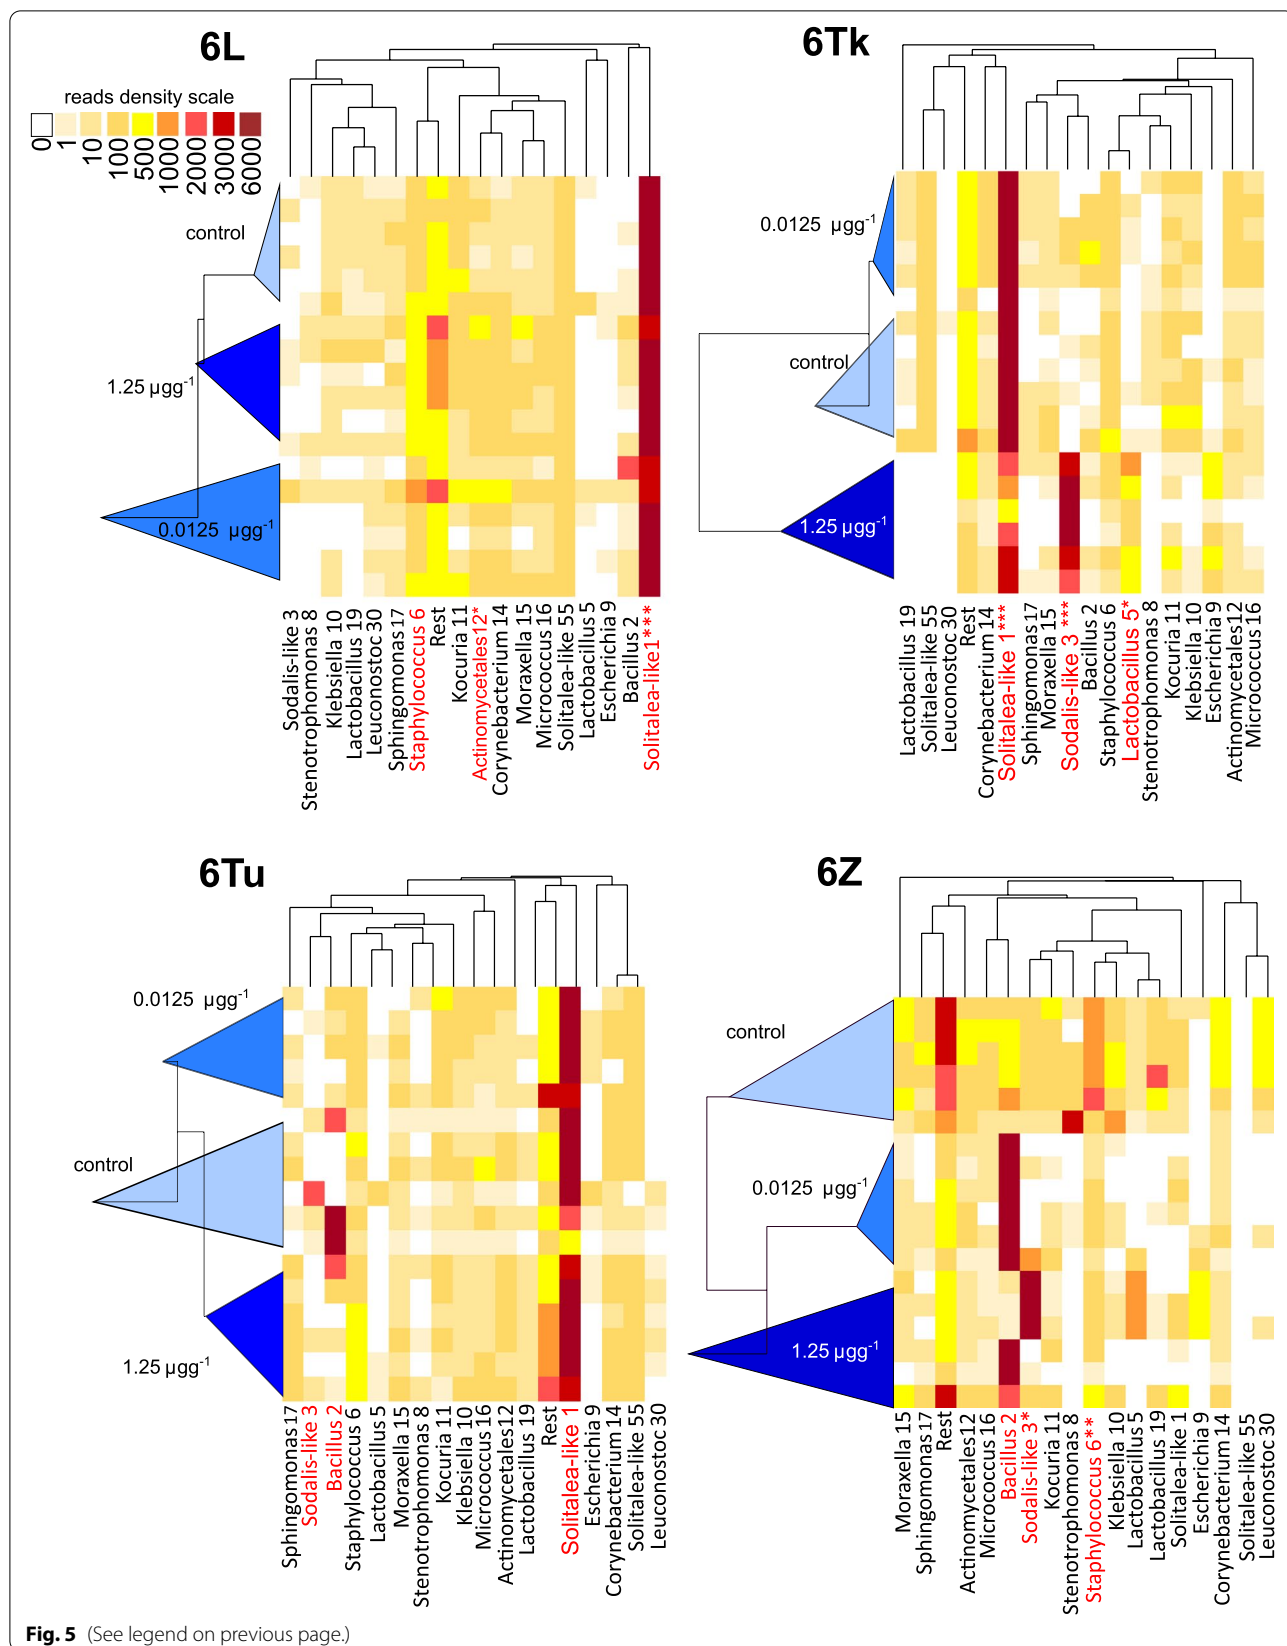 6L
reads density scale
0
1
10
100
500
1000
2000
3000
6000
control
1.25 µgg-1
0.0125 µgg-1
Sodalis-like 3
Stenotrophomonas 8
Klebsiella 10
Lactobacillus 19
Leuconostoc 30
Sphingomonas17
Staphylococcus 6
Rest
Kocuria 11
Actinomycetales12*
Corynebacterium 14
Moraxella 15
Micrococcus 16
Solitalea-like 55
Lactobacillus 5
Escherichia 9
Bacillus 2
Solitalea-like1***
6Tk
0.0125 µgg-1
control
1.25 µgg-1
Lactobacillus 19
Solitalea-like 55
Leuconostoc 30
Rest
Corynebacterium 14
Solitalea-like 1***
Sphingomonas17
Moraxella 15
Sodalis-like 3 ***
Bacillus 2
Staphylococcus 6
Lactobacillus 5*
Stenotrophomonas 8
Kocuria 11
Klebsiella 10
Escherichia 9
Actinomycetales12
Micrococcus 16
6Tu
0.0125 µgg-1
control
1.25 µgg-1
Sphingomonas17
Sodalis-like 3
Bacillus 2
Staphylococcus 6
Lactobacillus 5
Moraxella 15
Stenotrophomonas 8
Kocuria 11
Klebsiella 10
Micrococcus 16
Actinomycetales12
Lactobacillus 19
Rest
Solitalea-like 1
Escherichia 9
Corynebacterium 14
Solitalea-like 55
Leuconostoc 30
6Z
control
0.0125 µgg-1
1.25 µgg-1
Moraxella 15
Sphingomonas 17
Rest
Actinomycetales12
Micrococcus 16
Bacillus 2
Sodalis-like 3*
Kocuria 11
Stenotrophomonas 8
Staphylococcus 6**
Klebsiella 10
Lactobacillus 5
Lactobacillus 19
Solitalea-like 1
Escherichia 9
Corynebacterium 14
Solitalea-like 55
Leuconostoc 30
Fig. 5 (See legend on previous page.)